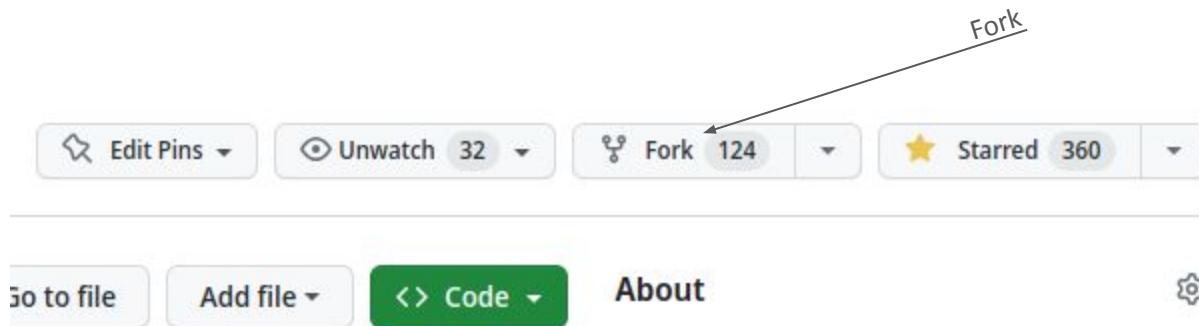 Fork
Edit Pins Unwatch 32 Fork 124 Starred 360
Go to file Add file <> Code About